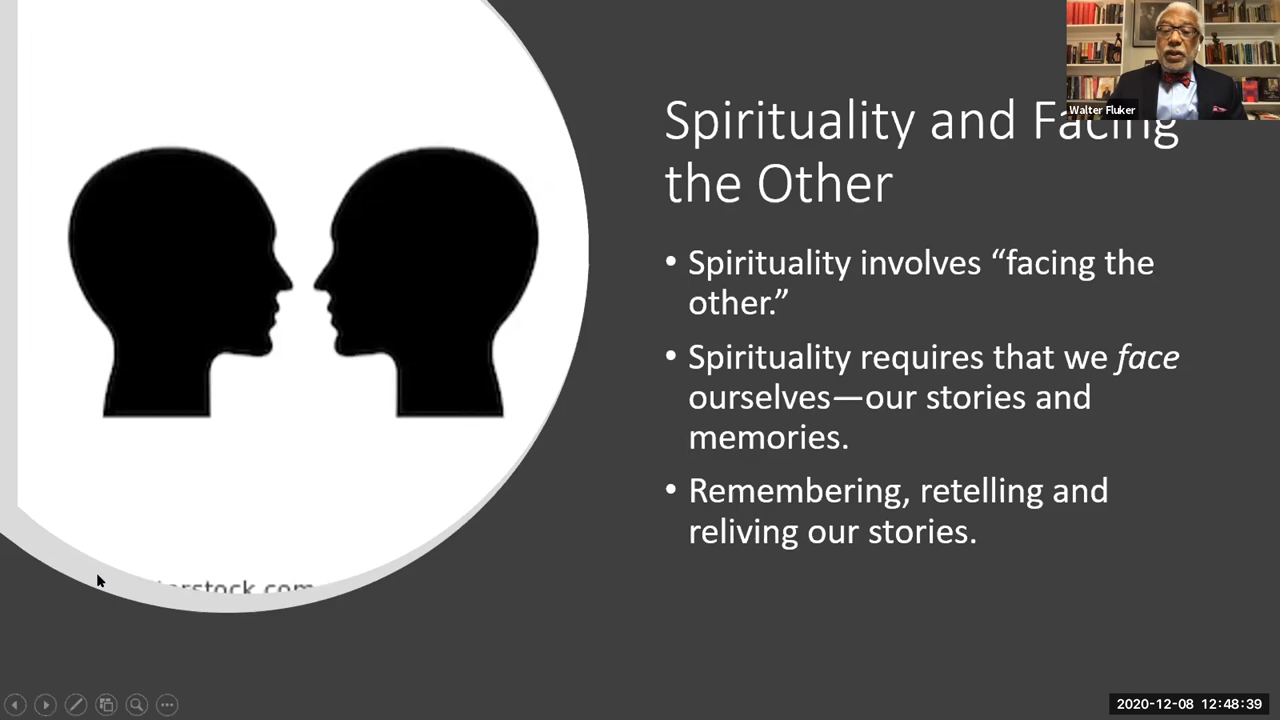 Walter Fluker
Spirituality and Facing
the Other
• Spirituality involves “facing the
other.”
• Spirituality requires that we face
ourselves—our stories and
memories.
• Remembering, retelling and
reliving our stories.
2020-12-08 12:48:39